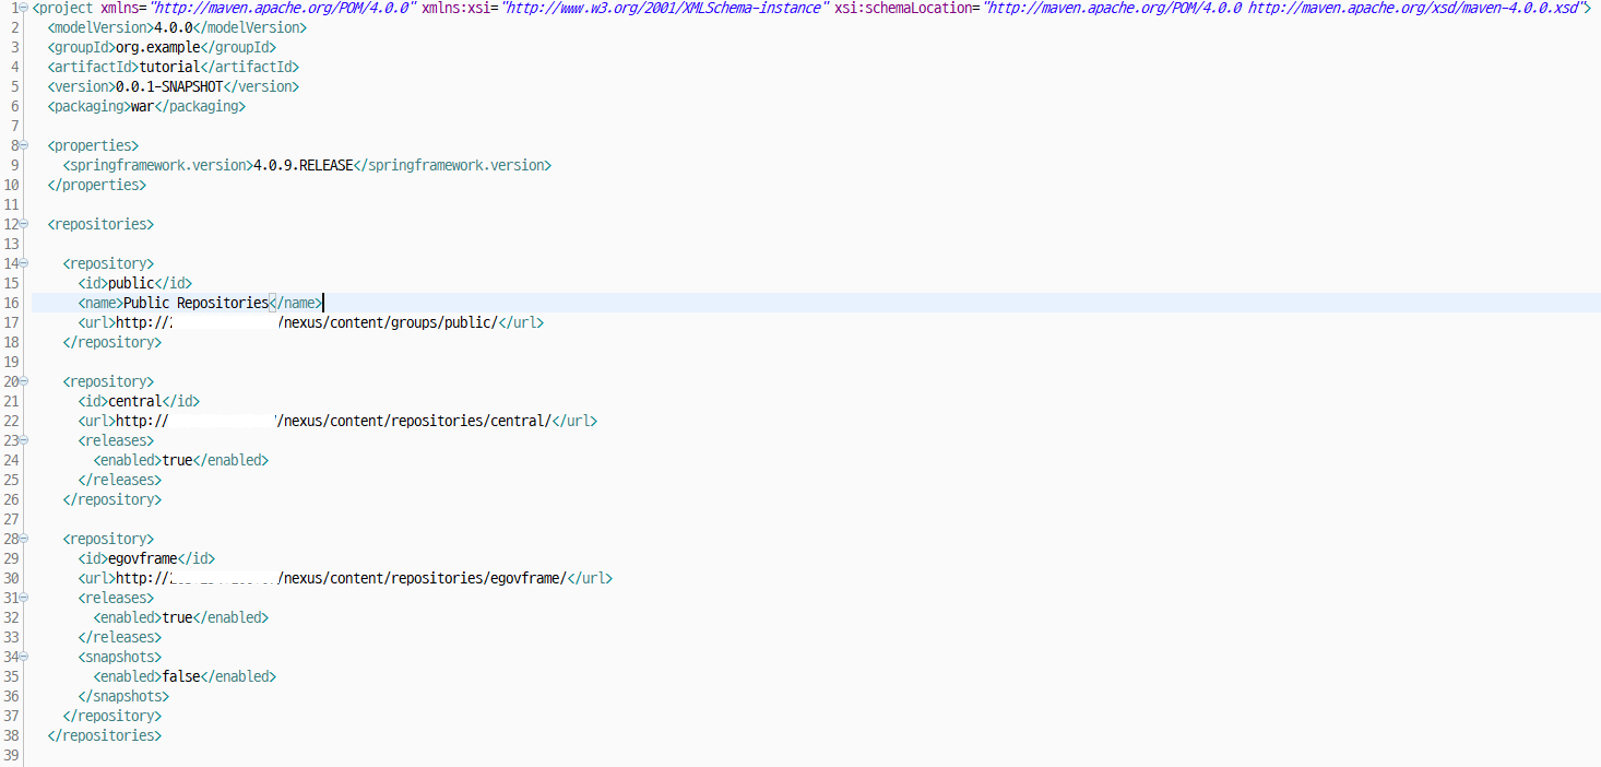 1 <project xmlns="http://maven.apache.org/POM/4.0.0" xmlns:xsi="http://www.w3.org/2001/XMLSchema-instance" xsi:schemaLocation="http://maven.apache.org/POM/4.0.0 http://maven.apache.org/xsd/maven-4.0.0.xsd">
2 <modelVersion>4.0.0</modelVersion>
3 <groupId>org.example</groupId>
4 <artifactId>tutorial</artifactId>
5 <version>0.0.1-SNAPSHOT</version>
6 <packaging>war</packaging>
7
8 <properties>
9 <springframework.version>4.0.9.RELEASE</springframework.version>
10 </properties>
11
12 <repositories>
13
14 <repository>
15 <id>public</id>
16 <name>Public Repositories</name>
17 <url>http:// /nexus/content/groups/public/</url>
18 </repository>
19
20 <repository>
21 <id>central</id>
22 <url>http:// /nexus/content/repositories/central/</url>
23 <releases>
24 <enabled>true</enabled>
25 </releases>
26 </repository>
27
28 <repository>
29 <id>egovframe</id>
30 <url>http:// /nexus/content/repositories/egovframe/</url>
31 <releases>
32 <enabled>true</enabled>
33 </releases>
34 <snapshots>
35 <enabled>false</enabled>
36 </snapshots>
37 </repository>
38 </repositories>
39